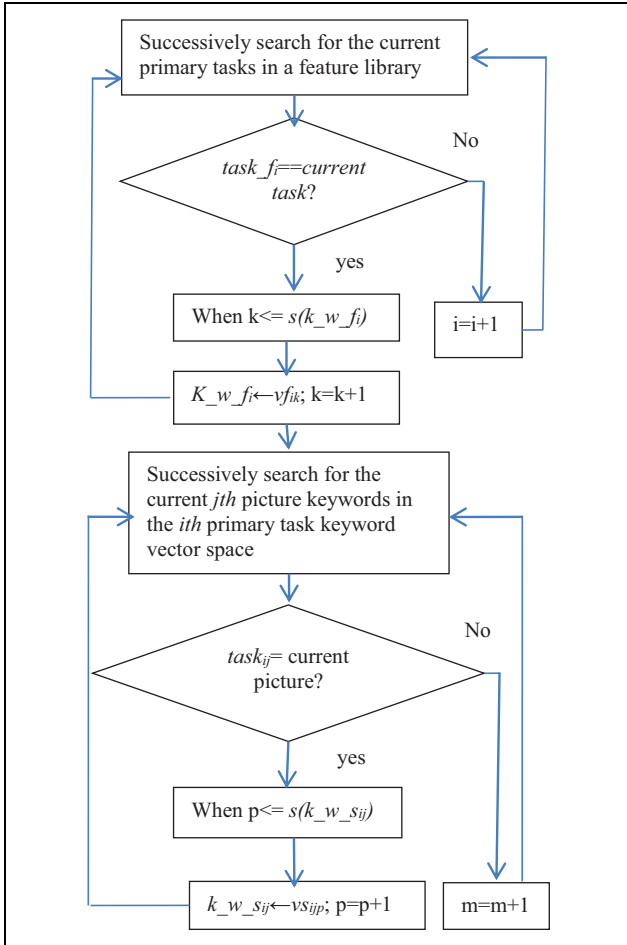 Successively search for the current
primary tasks in a feature library
No
task_fᵢ==current
task?
yes
When k<= s(k_w_fᵢ)
i=i+1
K_w_fᵢ←vfᵢₖ; k=k+1
Successively search for the
current jth picture keywords in
the ith primary task keyword
vector space
No
taskᵢⱼ= current
picture?
yes
When p<= s(k_w_sᵢⱼ)
k_w_sᵢⱼ←vsᵢⱼₚ; p=p+1
m=m+1